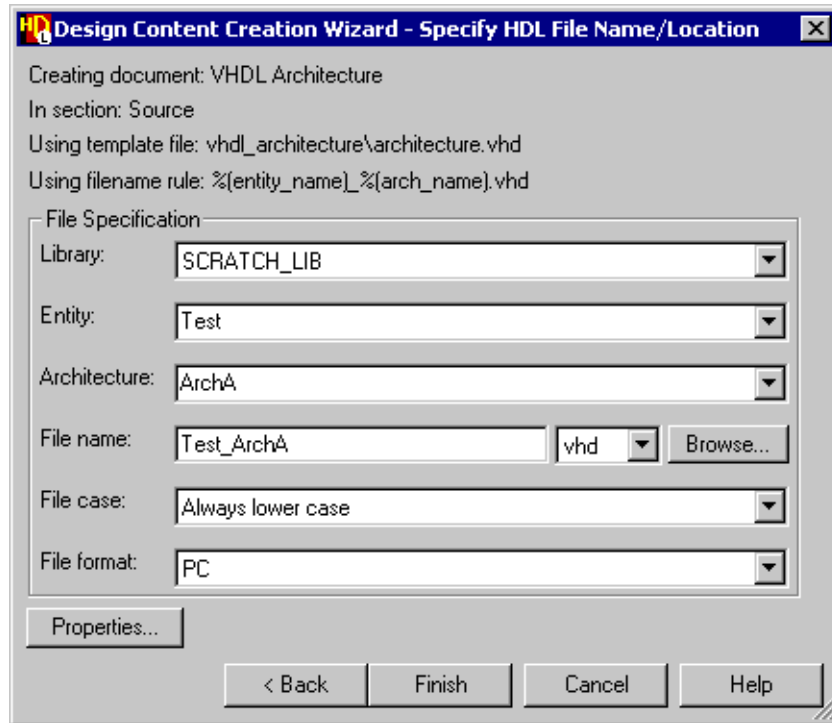 HD L Design Content Creation Wizard - Specify HDL File Name/Location
Creating document: VHDL Architecture
In section: Source
Using template file: vhdl_architecture\architecture.vhd
Using filename rule: %(entity_name)_%(arch_name).vhd
File Specification
Library: SCRATCH_LIB
Entity: Test
Architecture: ArchA
File name: Test_ArchA vhd Browse...
File case: Always lower case
File format: PC
Properties...
< Back Finish Cancel Help